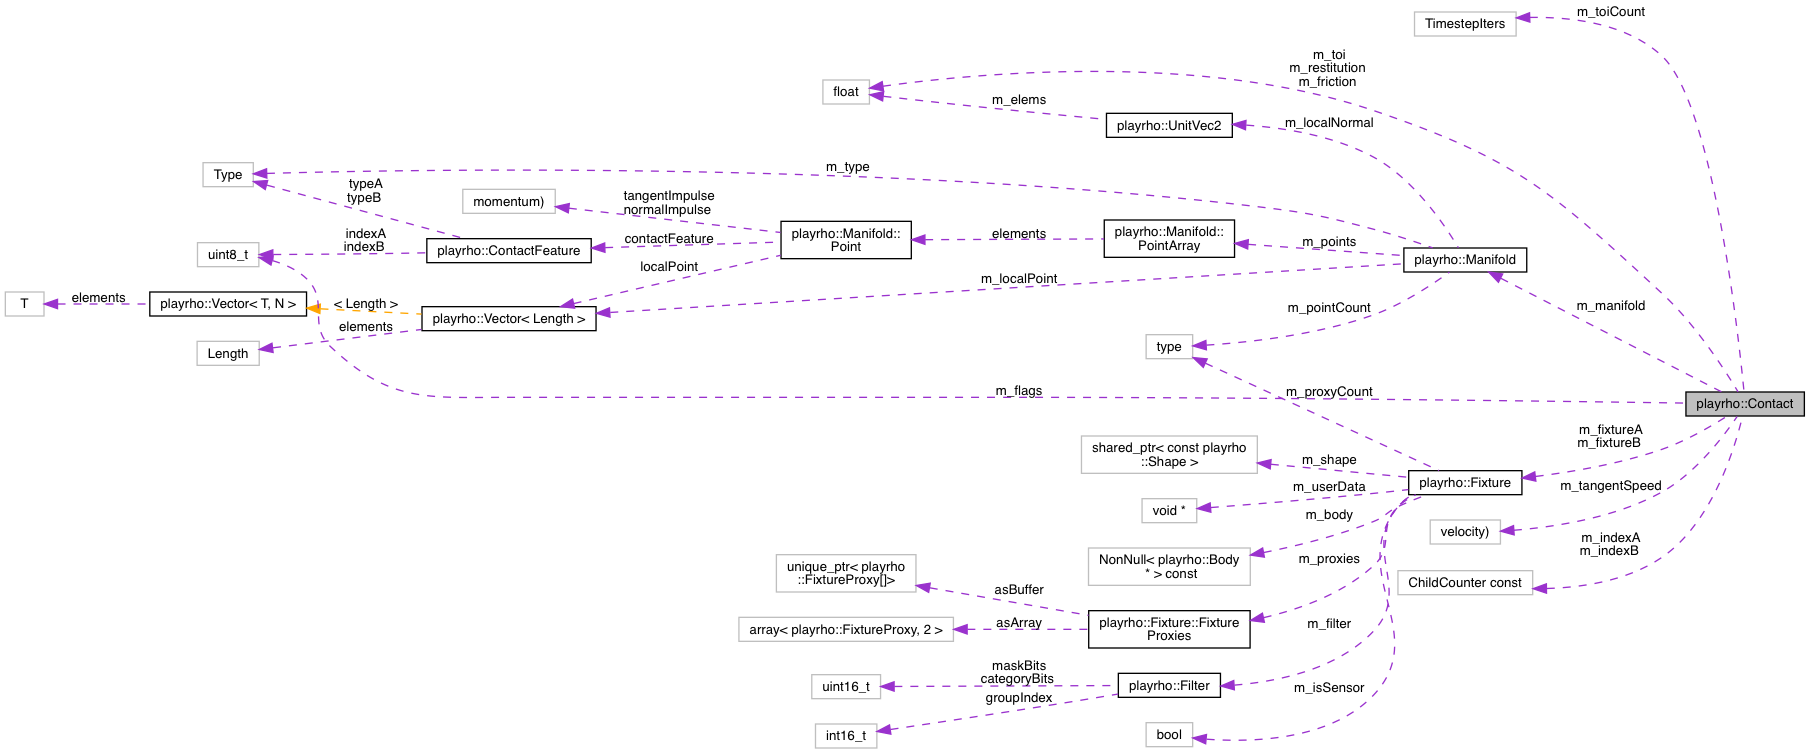 m_toiCount
TimestepIters
m_toi
m_restitution
m_friction
float
m_elems
playrho::UnitVec2
m_localNormal
Type
m_type
typeA
typeB
momentum)
tangentImpulse
normalImpulse
playrho::Manifold::
Point
elements
playrho::Manifold::
PointArray
m_points
playrho::Manifold
uint8_t
indexA
indexB
playrho::ContactFeature
contactFeature
localPoint
m_localPoint
T
elements
playrho::Vector< T, N >
< Length >
playrho::Vector< Length >
elements
Length
m_pointCount
m_manifold
type
m_flags
m_proxyCount
playrho::Contact
m_fixtureA
m_fixtureB
shared_ptr< const playrho
::Shape >
m_shape
playrho::Fixture
m_userData
void *
m_tangentSpeed
velocity)
m_body
NonNull< playrho::Body
* > const
m_indexA
m_indexB
ChildCounter const
m_proxies
unique_ptr< playrho
::FixtureProxy[]>
asBuffer
array< playrho::FixtureProxy, 2 >
asArray
playrho::Fixture::Fixture
Proxies
m_filter
uint16_t
maskBits
categoryBits
playrho::Filter
groupIndex
int16_t
m_isSensor
bool